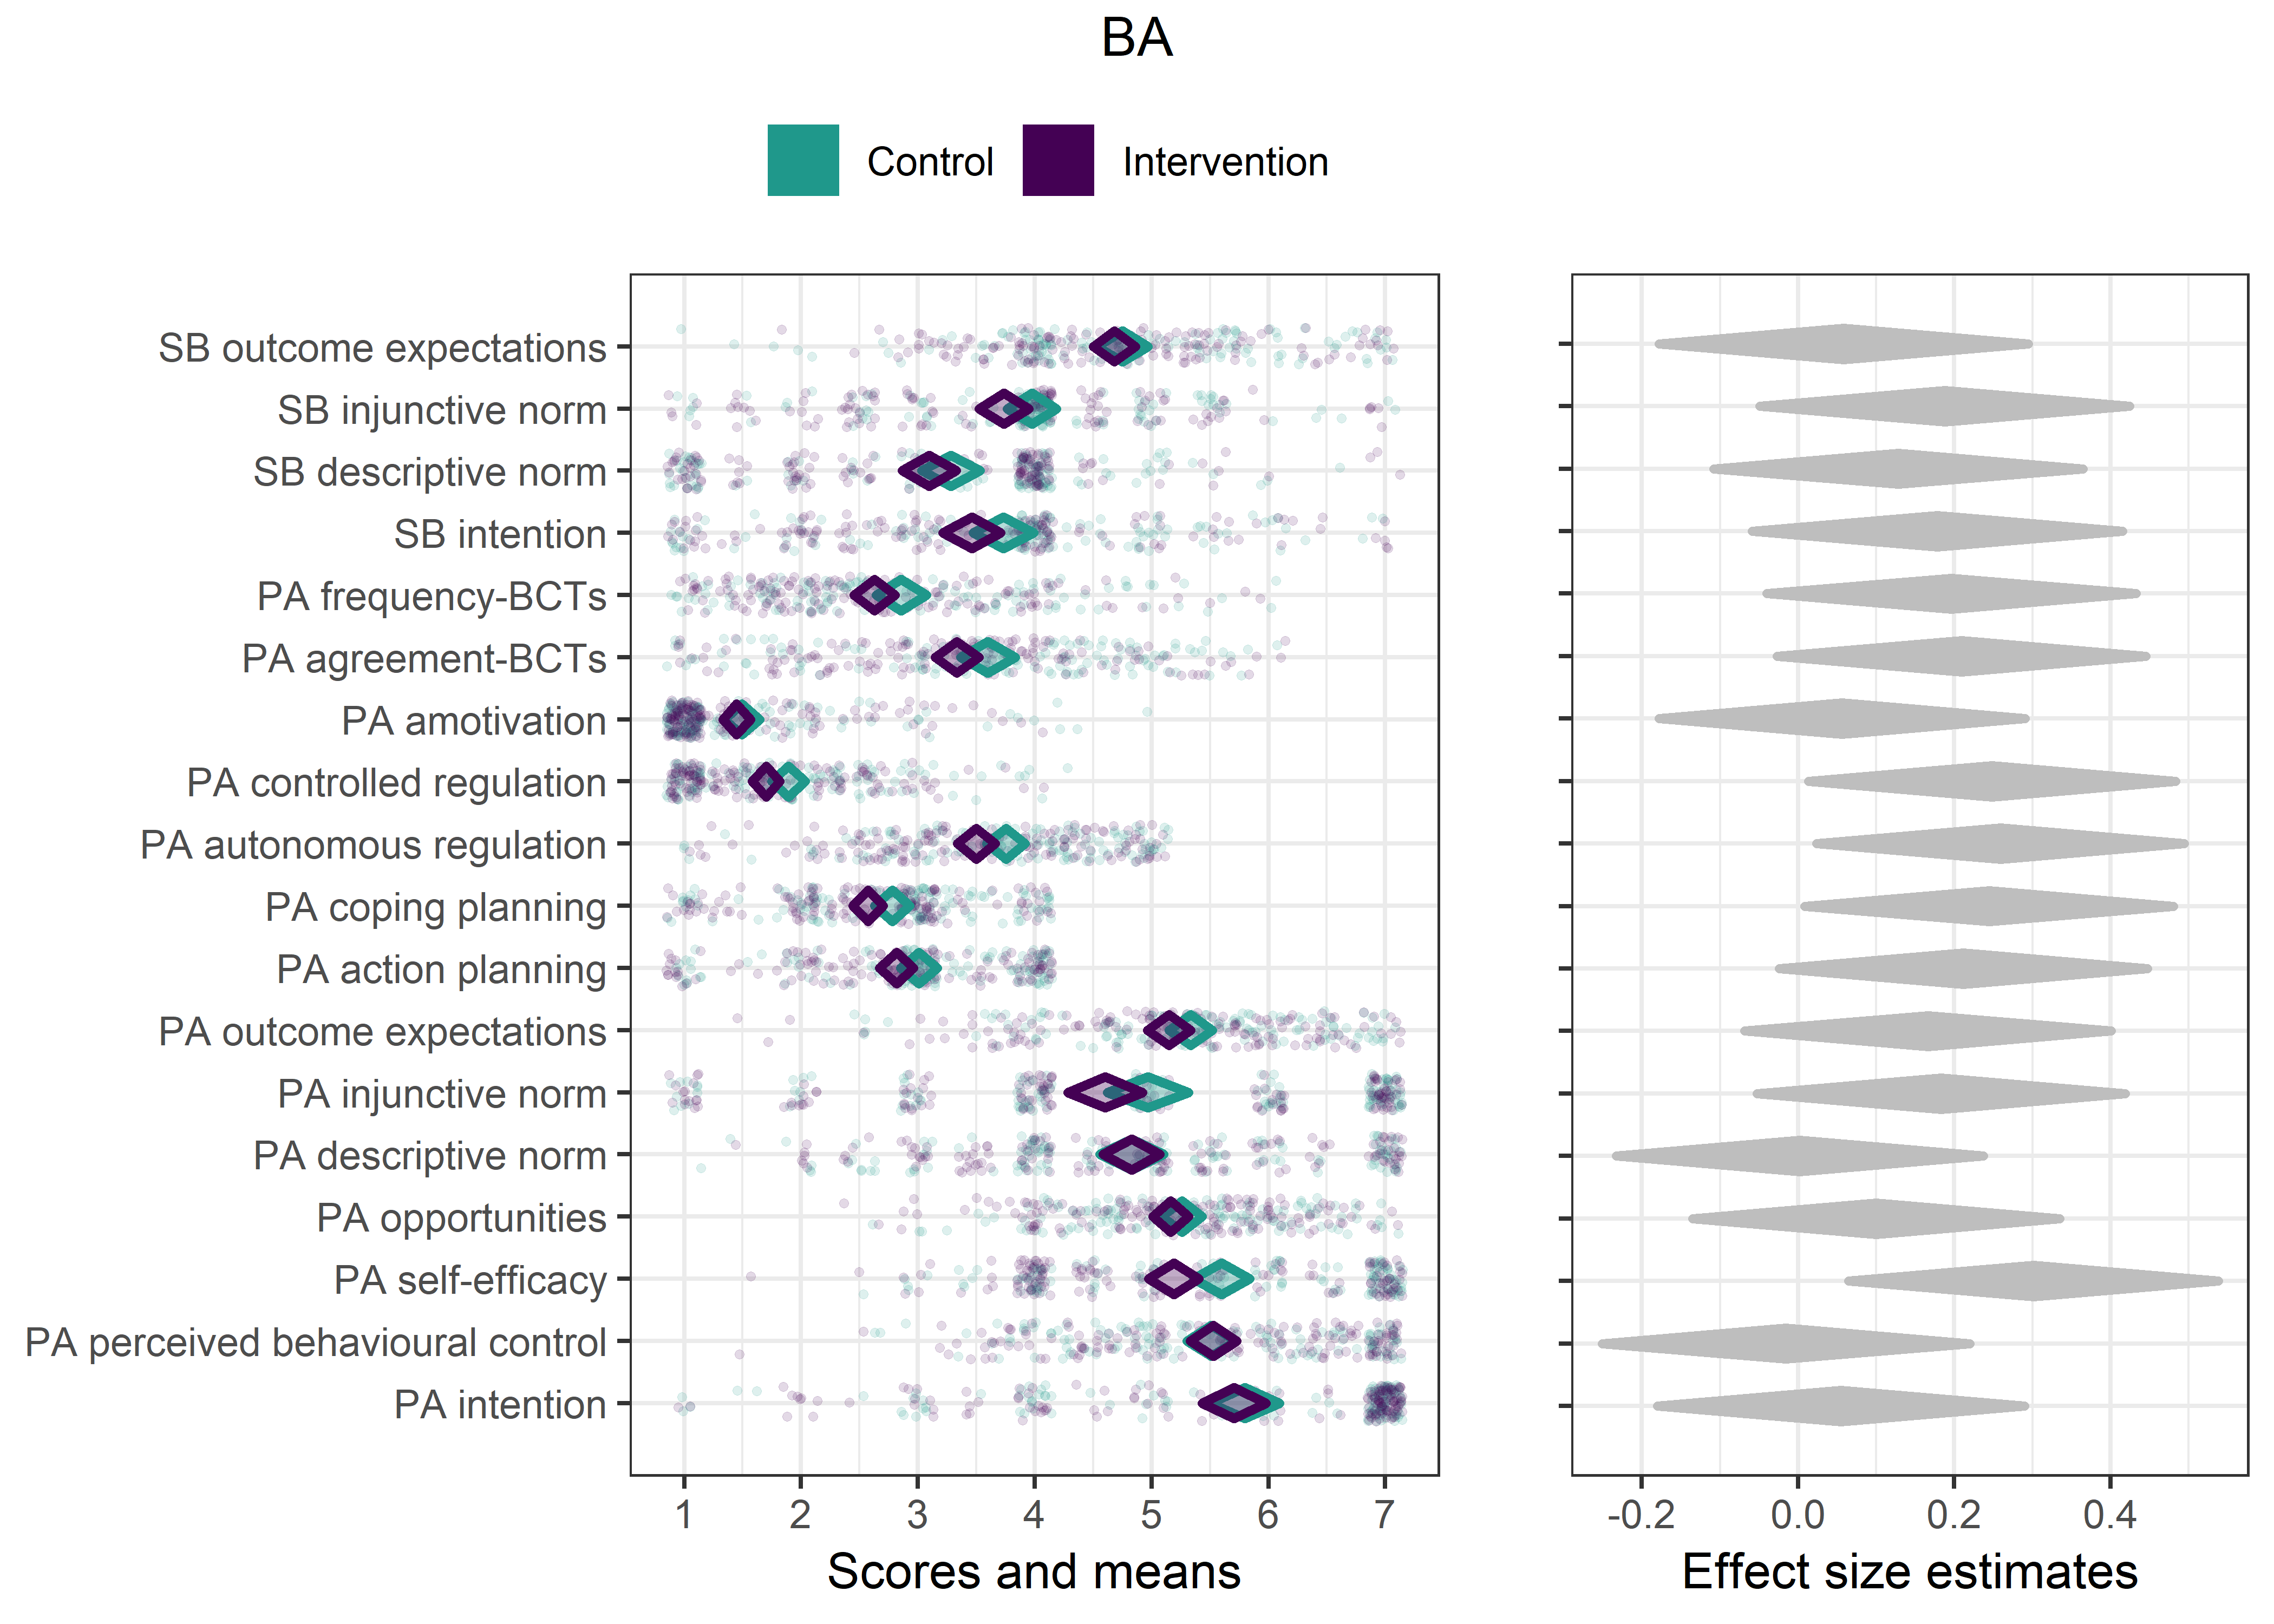 BA
Control Intervention
SB outcome expectations
SB injunctive norm
SB descriptive norm
SB intention
PA frequency-BCTs
PA agreement-BCTs
PA amotivation
PA controlled regulation
PA autonomous regulation
PA coping planning
PA action planning
PA outcome expectations
PA injunctive norm
PA descriptive norm
PA opportunities
PA self-efficacy
PA perceived behavioural control
PA intention
1 2 3 4 5 6 7
-0.2 0.0 0.2 0.4
Scores and means
Effect size estimates